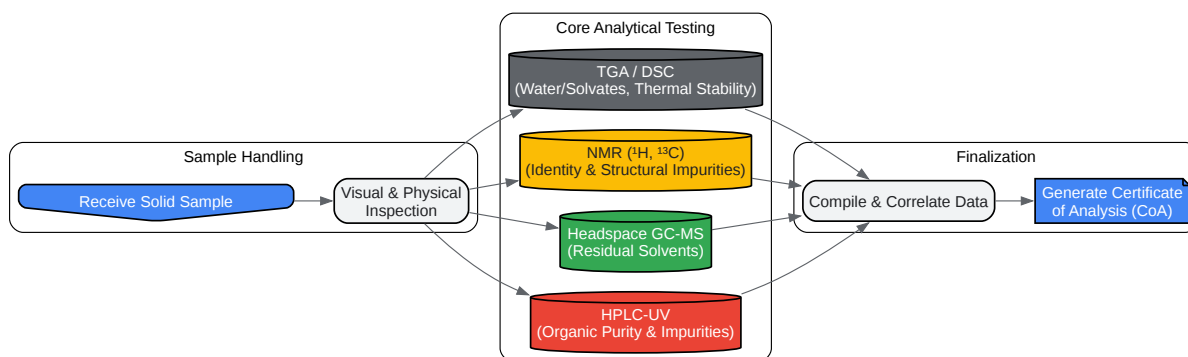 Sample Handling
Receive Solid Sample
Visual & Physical
Inspection
Core Analytical Testing
TGA / DSC
(Water/Solvates, Thermal Stability)
NMR (¹H, ¹³C)
(Identity & Structural Impurities)
Headspace GC-MS
(Residual Solvents)
HPLC-UV
(Organic Purity & Impurities)
Finalization
Compile & Correlate Data
Generate Certificate
of Analysis (CoA)